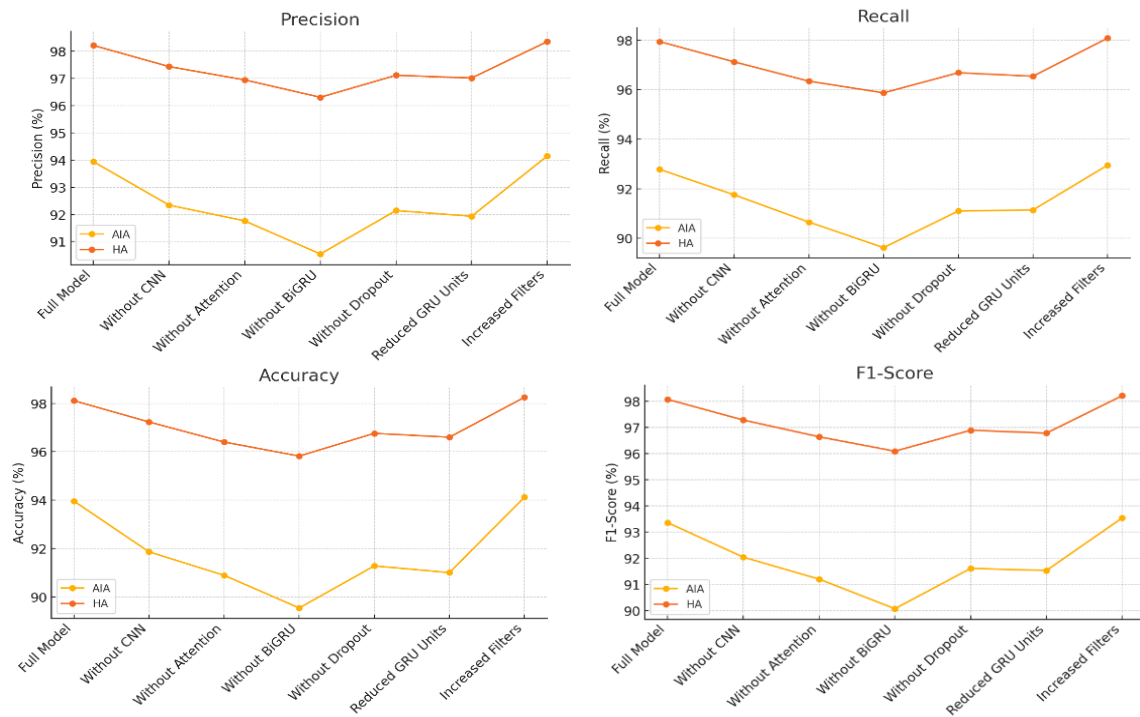 Precision
Precision (%)
98
97
96
95
94
93
92
91
AIA
HA
Full Model
Without CNN
Without Attention
Without BiGRU
Without Dropout
Reduced GRU Units
Increased Filters
Recall
Recall (%)
98
96
94
92
90
AIA
HA
Full Model
Without CNN
Without Attention
Without BiGRU
Without Dropout
Reduced GRU Units
Increased Filters
Accuracy
Accuracy (%)
98
96
94
92
90
AIA
HA
Full Model
Without CNN
Without Attention
Without BiGRU
Without Dropout
Reduced GRU Units
Increased Filters
F1-Score
F1-Score (%)
98
97
96
95
94
93
92
91
90
AIA
HA
Full Model
Without CNN
Without Attention
Without BiGRU
Without Dropout
Reduced GRU Units
Increased Filters